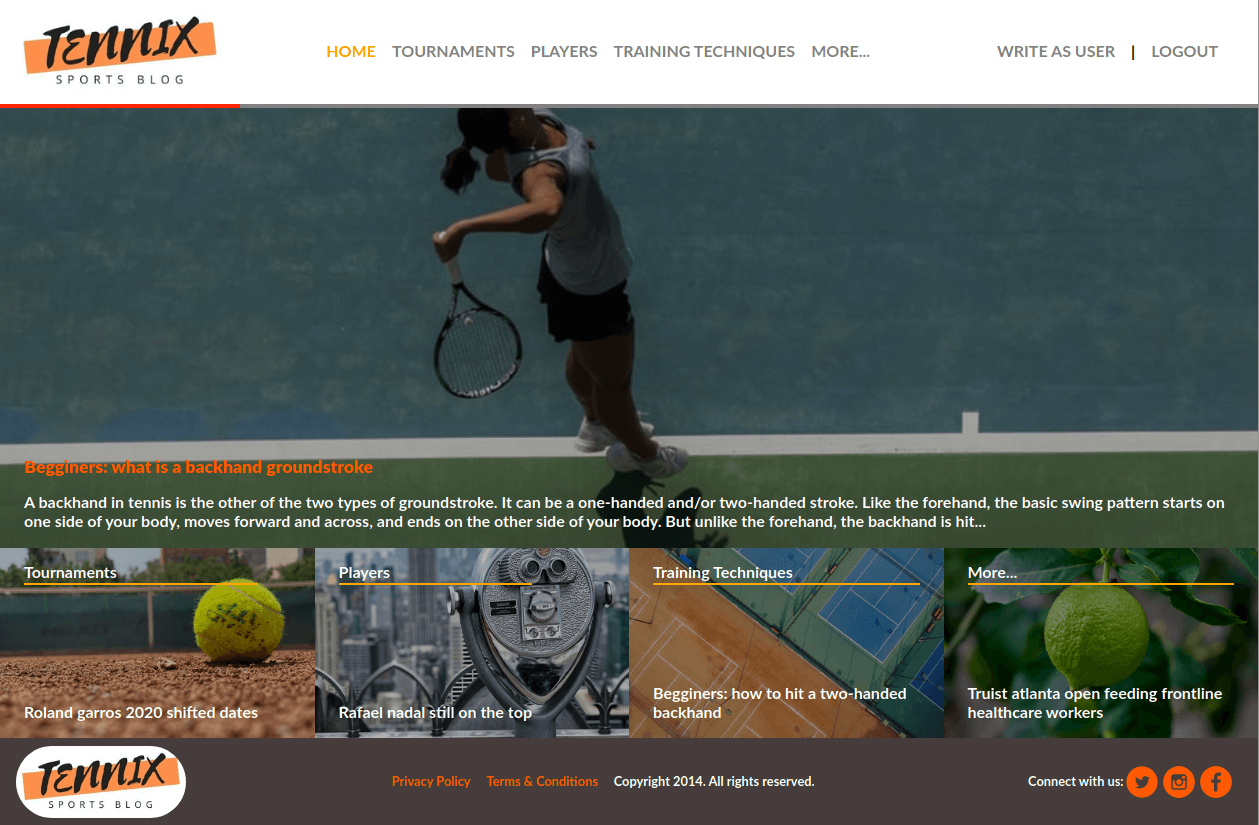 TENNIX
SPORTS BLOG
HOME TOURNAMENTS PLAYERS TRAINING TECHNIQUES MORE... WRITE AS USER | LOGOUT
Begginers: what is a backhand groundstroke
A backhand in tennis is the other of the two types of groundstroke. It can be a one-handed and/or two-handed stroke. Like the forehand, the basic swing pattern starts on
one side of your body, moves forward and across, and ends on the other side of your body. But unlike the forehand, the backhand is hit...
Tournaments
Roland garros 2020 shifted dates
Players
Rafael nadal still on the top
Training Techniques
Begginers: how to hit a two-handed
backhand
More...
Truist atlanta open feeding frontline
healthcare workers
TENNIX
SPORTS BLOG
Privacy Policy Terms & Conditions Copyright 2014. All rights reserved.
Connect with us: